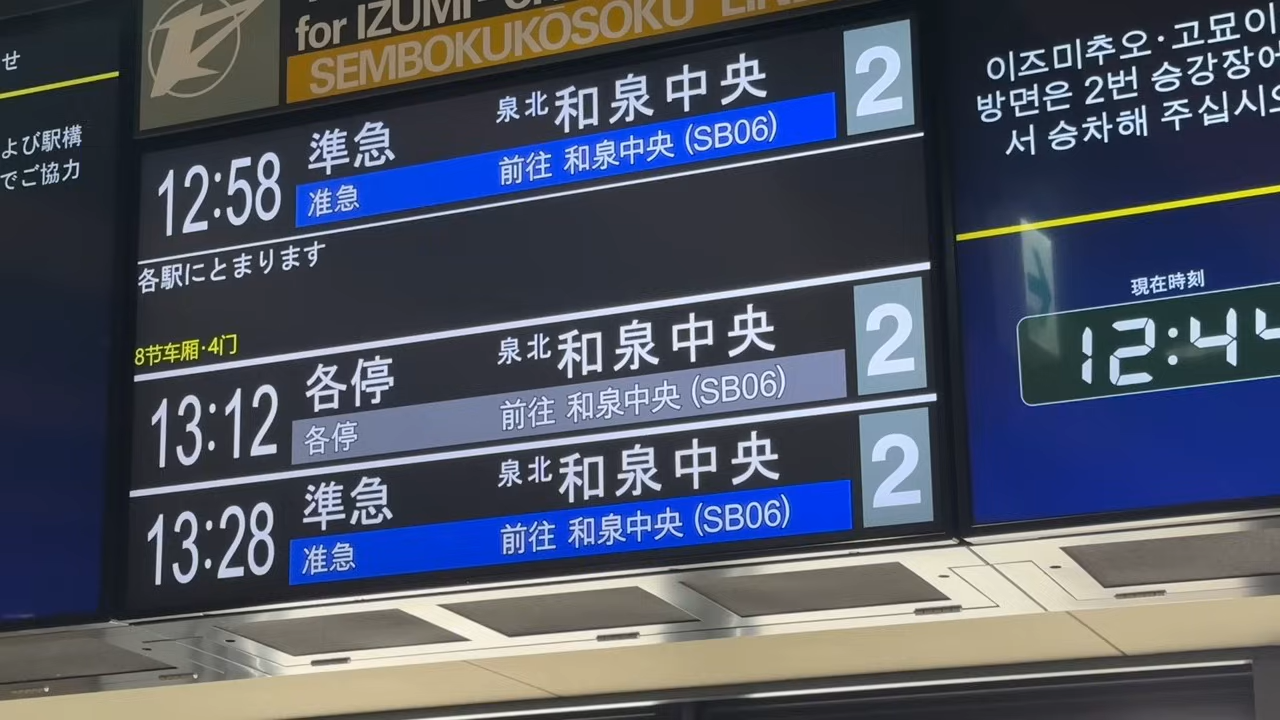 せ
よび駅構
でご協力
for IZUMI-
SEMBOKUKOSOKU LINE
12:58 準急 泉北 和泉中央 2
准急 前往 和泉中央 (SB06)
各駅にとまります
8节车厢·4门
13:12 各停 泉北 和泉中央 2
各停 前往 和泉中央 (SB06)
13:28 準急 泉北 和泉中央 2
准急 前往 和泉中央 (SB06)
이즈미추오·고묘이
방면은 2번 승강장에
서 승차해 주십시오
現在時刻
12:44